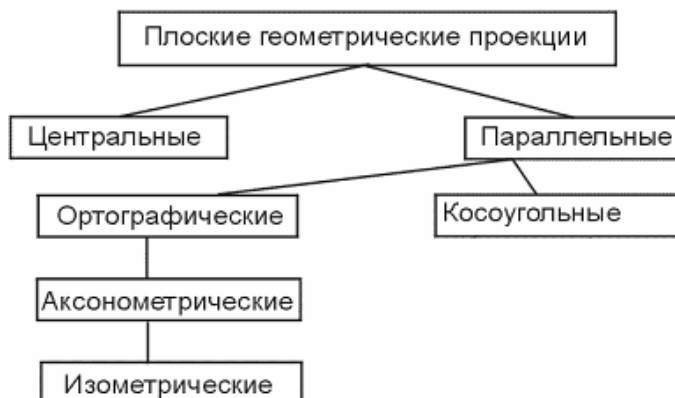 Плоские геометрические проекции
Центральные
Параллельные
Ортографические
Косоугольные
Аксонометрические
Изометрические